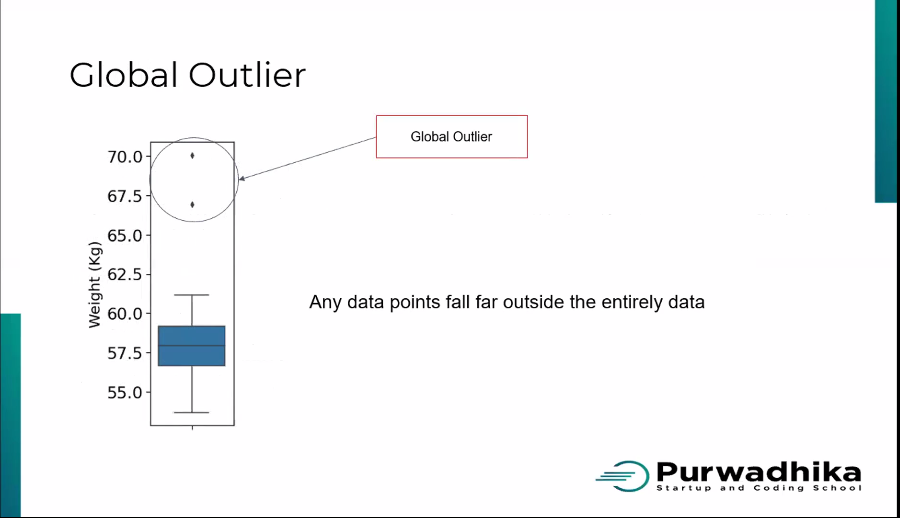 Global Outlier
Global Outlier
70.0
67.5
65.0
62.5
60.0
57.5
55.0
Weight (Kg)
Any data points fall far outside the entirely data
Purwadhika
Startup and Coding School